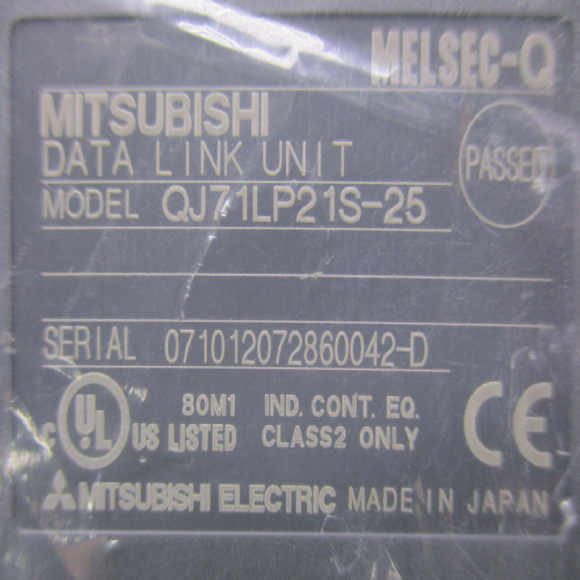 MELSEC-Q
MITSUBISHI
DATA LINK UNIT
PASSED
MODEL QJ71LP21S-25
SERIAL 071012072860042-D
C UL US LISTED 80M1 IND. CONT. EQ.
CLASS2 ONLY
CE
MITSUBISHI ELECTRIC MADE IN JAPAN